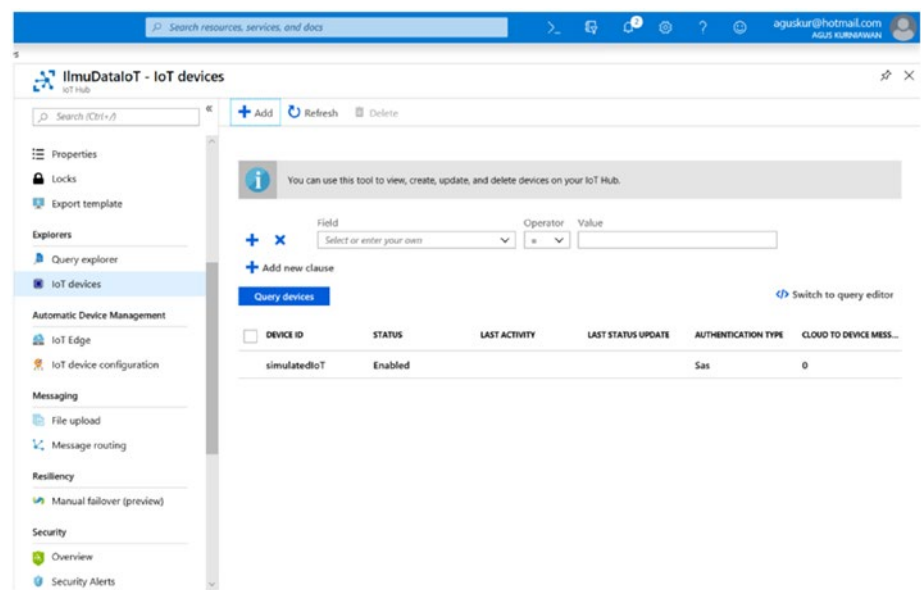 Search resources, services, and docs
2
aguskur@hotmail.com
AGUS KURNIAWAN
IlmuDataIoT - IoT devices
IoT Hub
Search (Ctrl+/)
Add Refresh Delete
Properties
Locks
Export template
Explorers
Query explorer
IoT devices
Automatic Device Management
IoT Edge
IoT device configuration
Messaging
File upload
Message routing
Resiliency
Manual failover (preview)
Security
Overview
Security Alerts
You can use this tool to view, create, update, and delete devices on your IoT Hub.
Field Operator Value
Select or enter your own =
Add new clause
Query devices
Switch to query editor
DEVICE ID STATUS LAST ACTIVITY LAST STATUS UPDATE AUTHENTICATION TYPE CLOUD TO DEVICE MESS...
simulatedIoT Enabled Sas 0